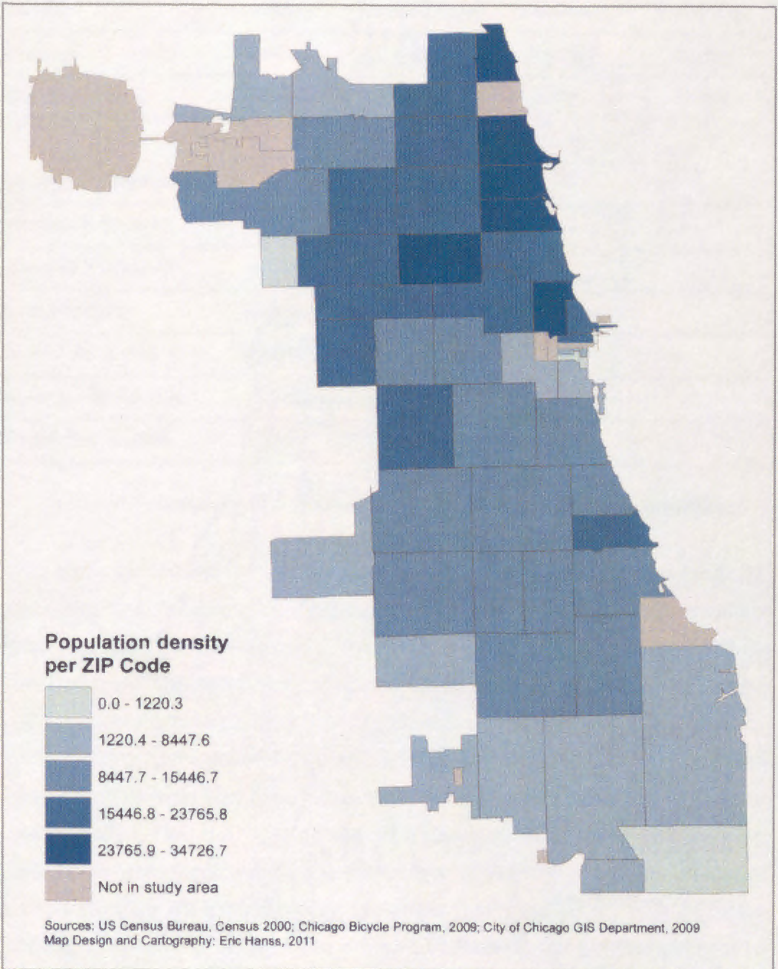 Population density
per ZIP Code
0.0 - 1220.3
1220.4 - 8447.6
8447.7 - 15446.7
15446.8 - 23765.8
23765.9 - 34726.7
Not in study area
Sources: US Census Bureau, Census 2000; Chicago Bicycle Program, 2009; City of Chicago GIS Department, 2009
Map Design and Cartography: Eric Hanss, 2011